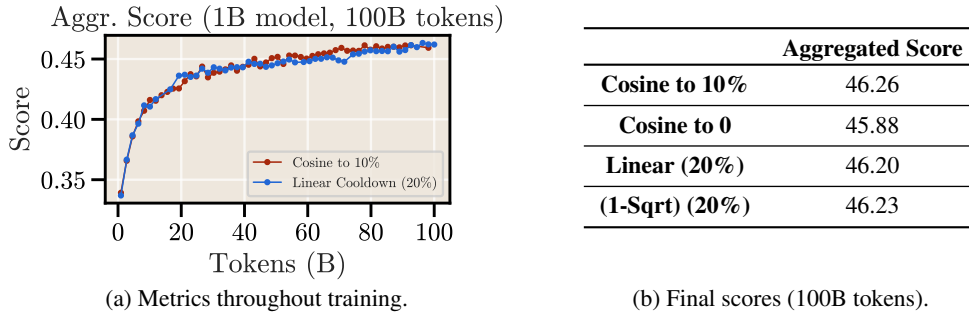 Aggr. Score (1B model, 100B tokens)
0.45
0.40
0.35
Score
Cosine to 10%
Linear Cooldown (20%)
0 20 40 60 80 100
Tokens (B)
(a) Metrics throughout training.
Aggregated Score
Cosine to 10% 46.26
Cosine to 0 45.88
Linear (20%) 46.20
(1-Sqrt) (20%) 46.23
(b) Final scores (100B tokens).